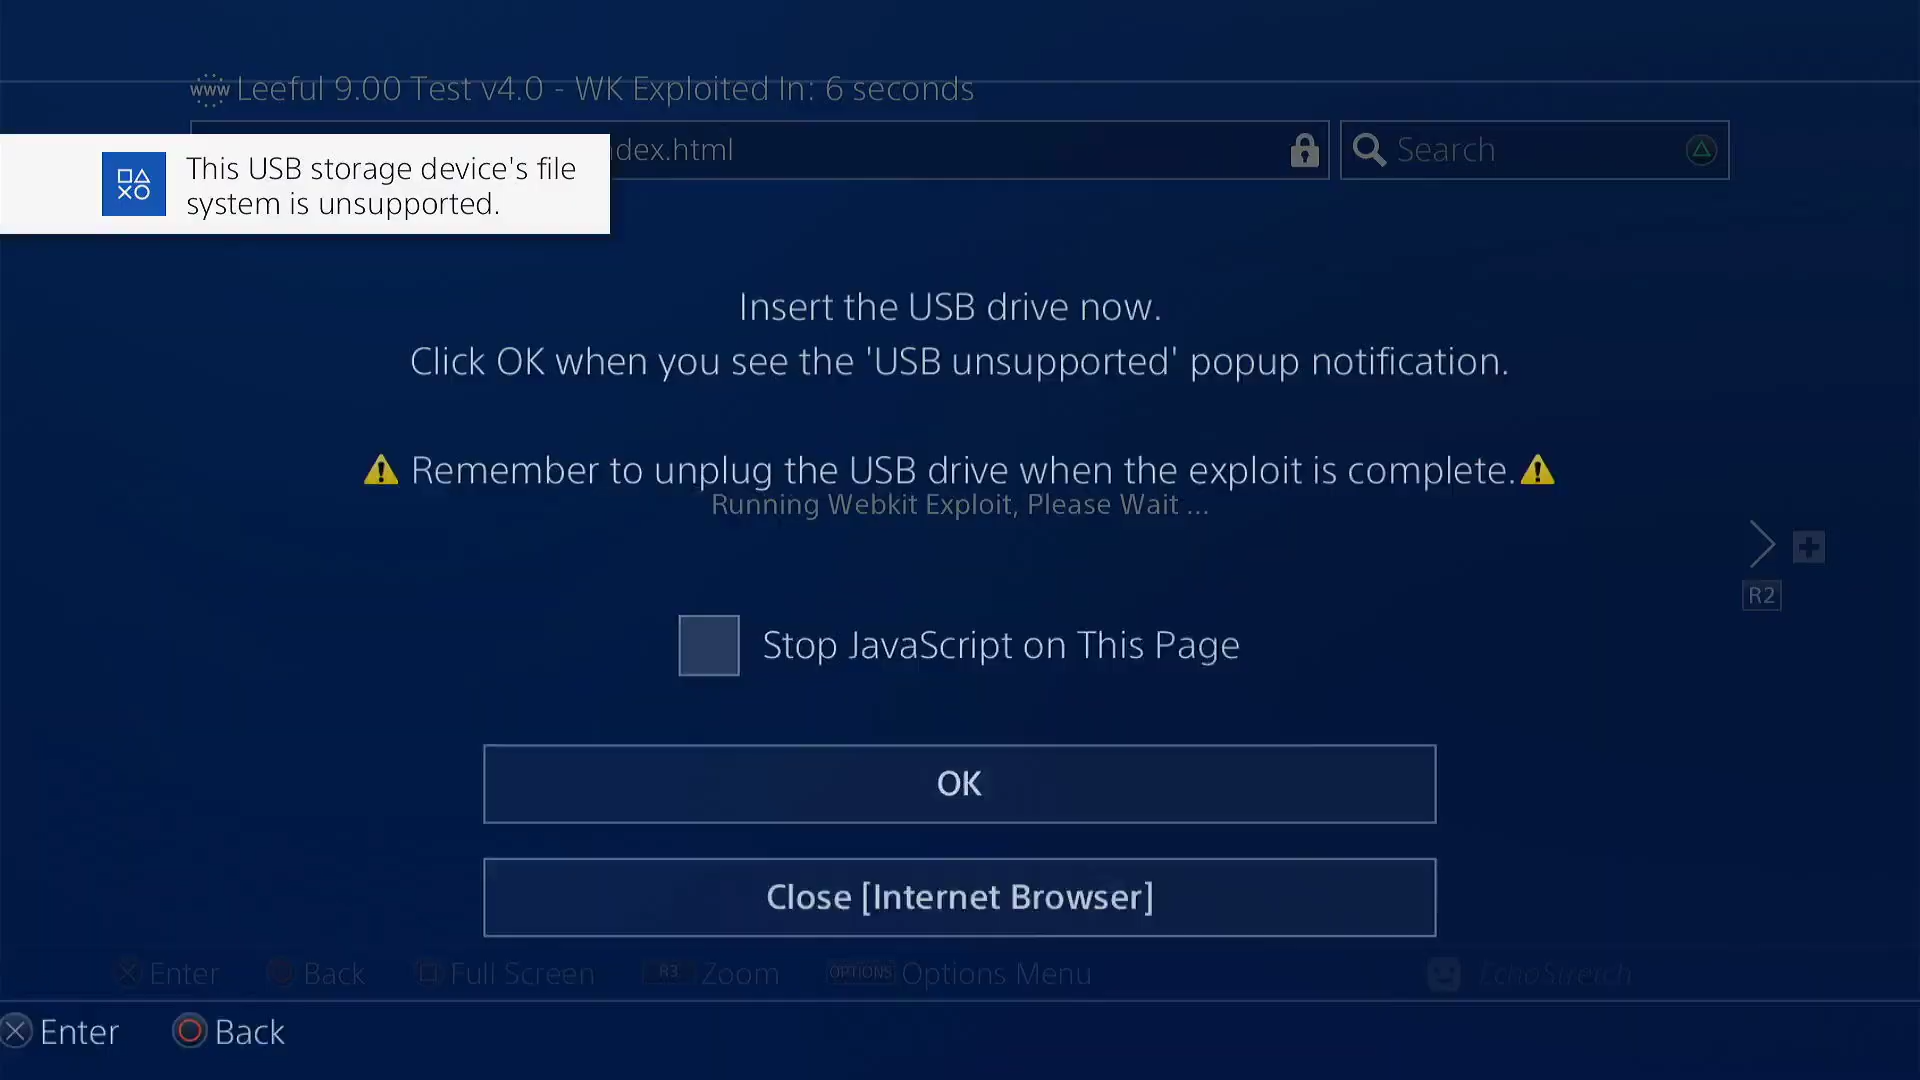 www Leeful 9.00 Test v4.0 - WK Exploited In: 6 seconds
ndex.html
Search
This USB storage device's file
system is unsupported.
Insert the USB drive now.
Click OK when you see the 'USB unsupported' popup notification.
⚠ Remember to unplug the USB drive when the exploit is complete. ⚠
Running Webkit Exploit, Please Wait ...
R2
Stop JavaScript on This Page
OK
Close [Internet Browser]
Enter Back Full Screen R3 Zoom OPTIONS Options Menu EchoStretch
Enter Back